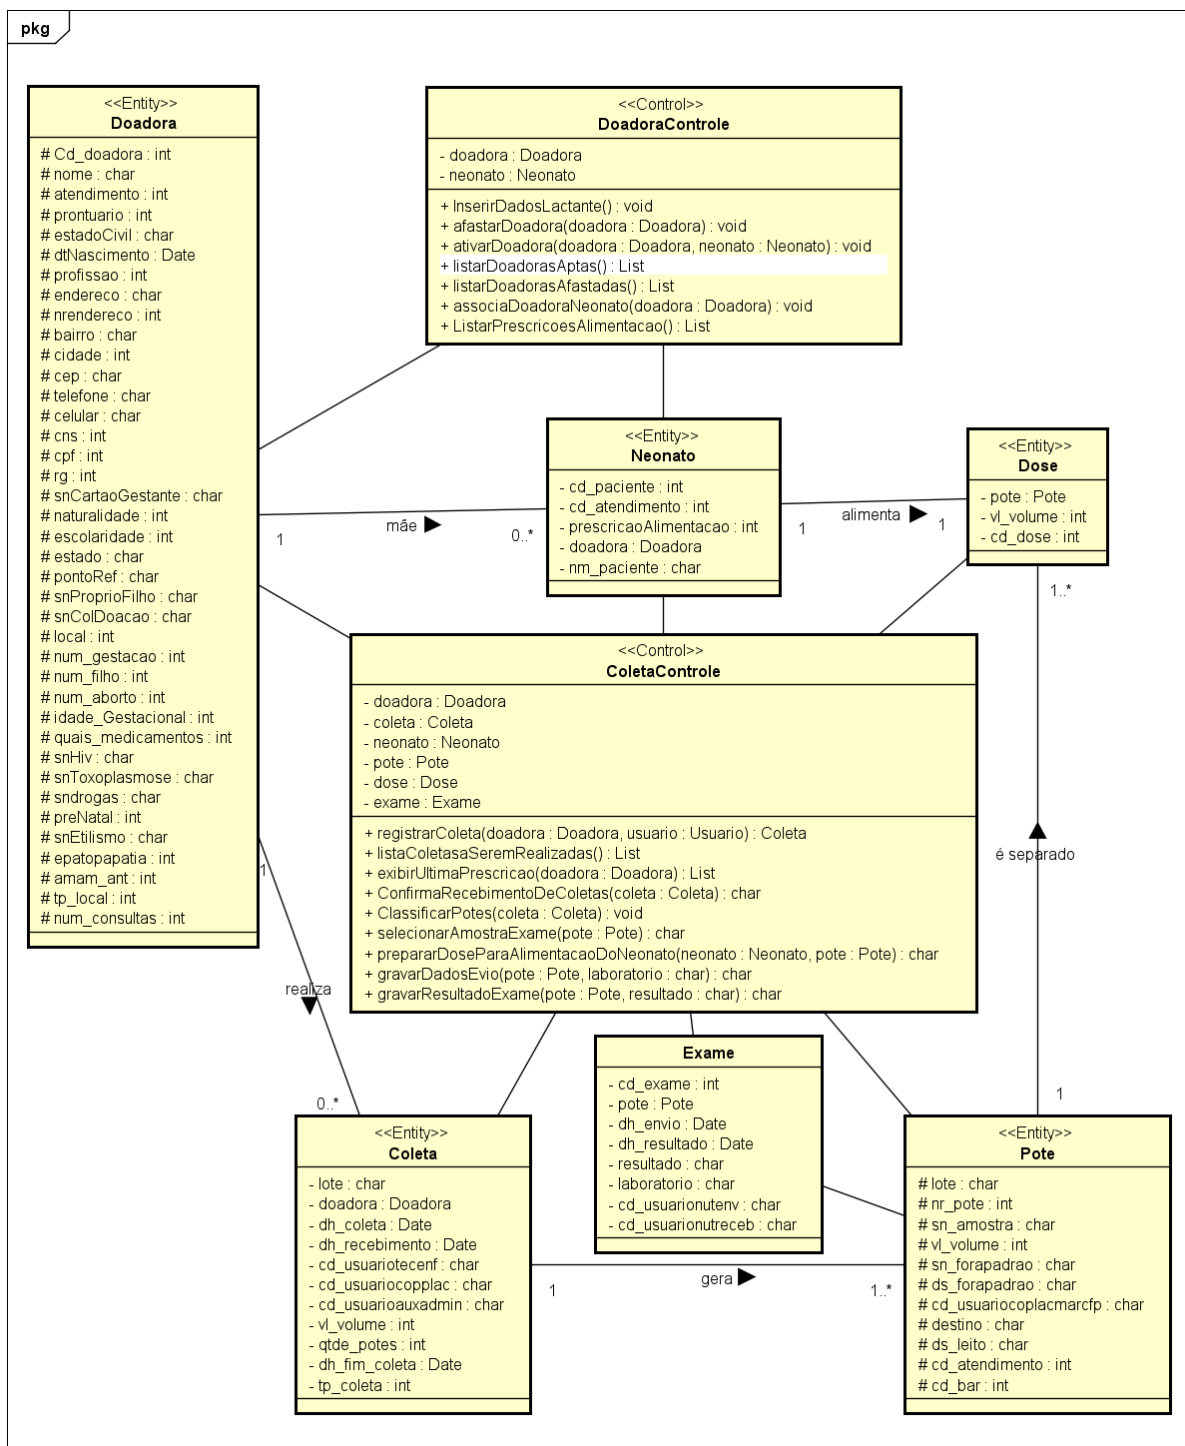 pkg
<<Entity>>
Doadora
# Cd_doadora : int
# nome : char
# atendimento : int
# prontuario : int
# estadoCivil : char
# dtNascimento : Date
# profissao : int
# endereco : char
# nrendereco : int
# bairro : char
# cidade : int
# cep : char
# telefone : char
# celular : char
# cns : int
# cpf : int
# rg : int
# snCartaoGestante : char
# naturalidade : int
# escolaridade : int
# estado : char
# pontoRef : char
# snProprioFilho : char
# snColDoacao : char
# local : int
# num_gestacao : int
# num_filho : int
# num_aborto : int
# idade_Gestacional : int
# quais_medicamentos : int
# snHiv : char
# snToxoplasmose : char
# sndrogas : char
# preNatal : int
# snEtilismo : char
# epatopapatia : int
# amam_ant : int
# tp_local : int
# num_consultas : int
<<Control>>
DoadoraControle
- doadora : Doadora
- neonato : Neonato
+ InserirDadosLactante() : void
+ afastarDoadora(doadora : Doadora) : void
+ ativarDoadora(doadora : Doadora, neonato : Neonato) : void
+ listarDoadorasAptas() : List
+ listarDoadorasAfastadas() : List
+ associaDoadoraNeonato(doadora : Doadora) : void
+ ListarPrescricoesAlimentacao() : List
<<Entity>>
Neonato
- cd_paciente : int
- cd_atendimento : int
- prescricaoAlimentacao : int
- doadora : Doadora
- nm_paciente : char
<<Entity>>
Dose
- pote : Pote
- vl_volume : int
- cd_dose : int
1
mãe
0..*
1
alimenta
1
1..*
<<Control>>
ColetaControle
- doadora : Doadora
- coleta : Coleta
- neonato : Neonato
- pote : Pote
- dose : Dose
- exame : Exame
+ registrarColeta(doadora : Doadora, usuario : Usuario) : Coleta
+ listaColetasaSeremRealizadas() : List
+ exibirUltimaPrescricao(doadora : Doadora) : List
+ ConfirmaRecebimentoDeColetas(coleta : Coleta) : char
+ ClassificarPotes(coleta : Coleta) : void
+ selecionarAmostraExame(pote : Pote) : char
+ prepararDoseParaAlimentacaoDoNeonato(neonato : Neonato, pote : Pote) : char
+ gravarDadosEvio(pote : Pote, laboratorio : char) : char
+ gravarResultadoExame(pote : Pote, resultado : char) : char
é separado
1
1
realiza
0..*
<<Entity>>
Coleta
- lote : char
- doadora : Doadora
- dh_coleta : Date
- dh_recebimento : Date
- cd_usuariotecenf : char
- cd_usuariocopplac : char
- cd_usuarioauxadmin : char
- vl_volume : int
- qtde_potes : int
- dh_fim_coleta : Date
- tp_coleta : int
Exame
- cd_exame : int
- pote : Pote
- dh_envio : Date
- dh_resultado : Date
- resultado : char
- laboratorio : char
- cd_usuarionutenv : char
- cd_usuarionutreceb : char
1
gera
1..*
<<Entity>>
Pote
# lote : char
# nr_pote : int
# sn_amostra : char
# vl_volume : int
# sn_forapadrao : char
# ds_forapadrao : char
# cd_usuariocoplacmarcfp : char
# destino : char
# ds_leito : char
# cd_atendimento : int
# cd_bar : int